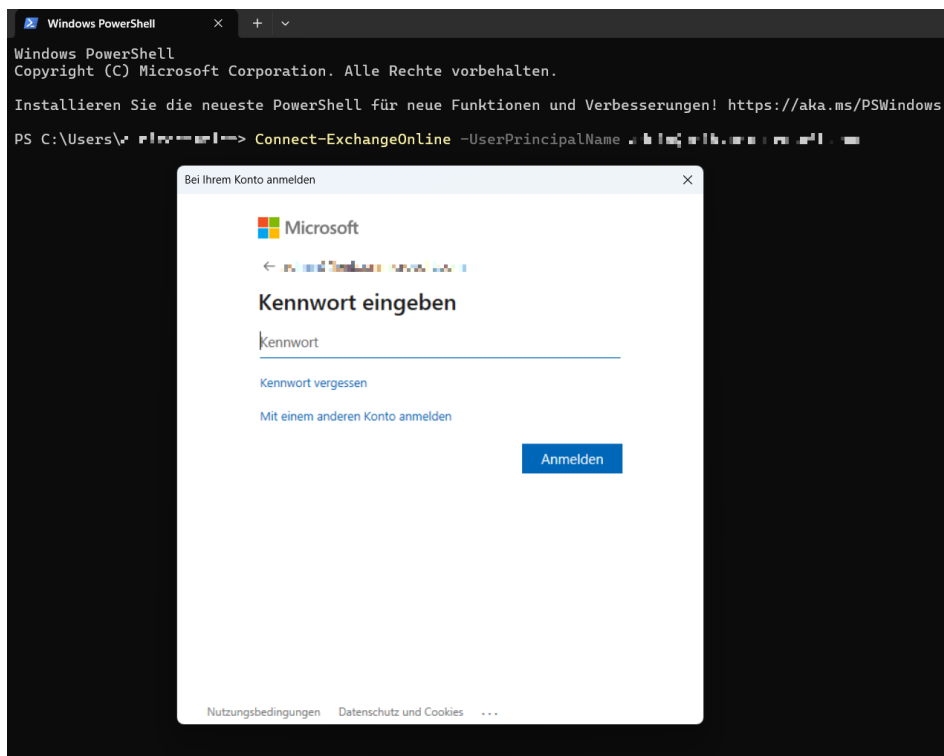 Windows PowerShell
Windows PowerShell
Copyright (C) Microsoft Corporation. Alle Rechte vorbehalten.
Installieren Sie die neueste PowerShell für neue Funktionen und Verbesserungen! https://aka.ms/PSWindows
PS C:\Users\ > Connect-ExchangeOnline -UserPrincipalName
Bei Ihrem Konto anmelden
Microsoft
Kennwort eingeben
Kennwort
Kennwort vergessen
Mit einem anderen Konto anmelden
Anmelden
Nutzungsbedingungen Datenschutz und Cookies ...